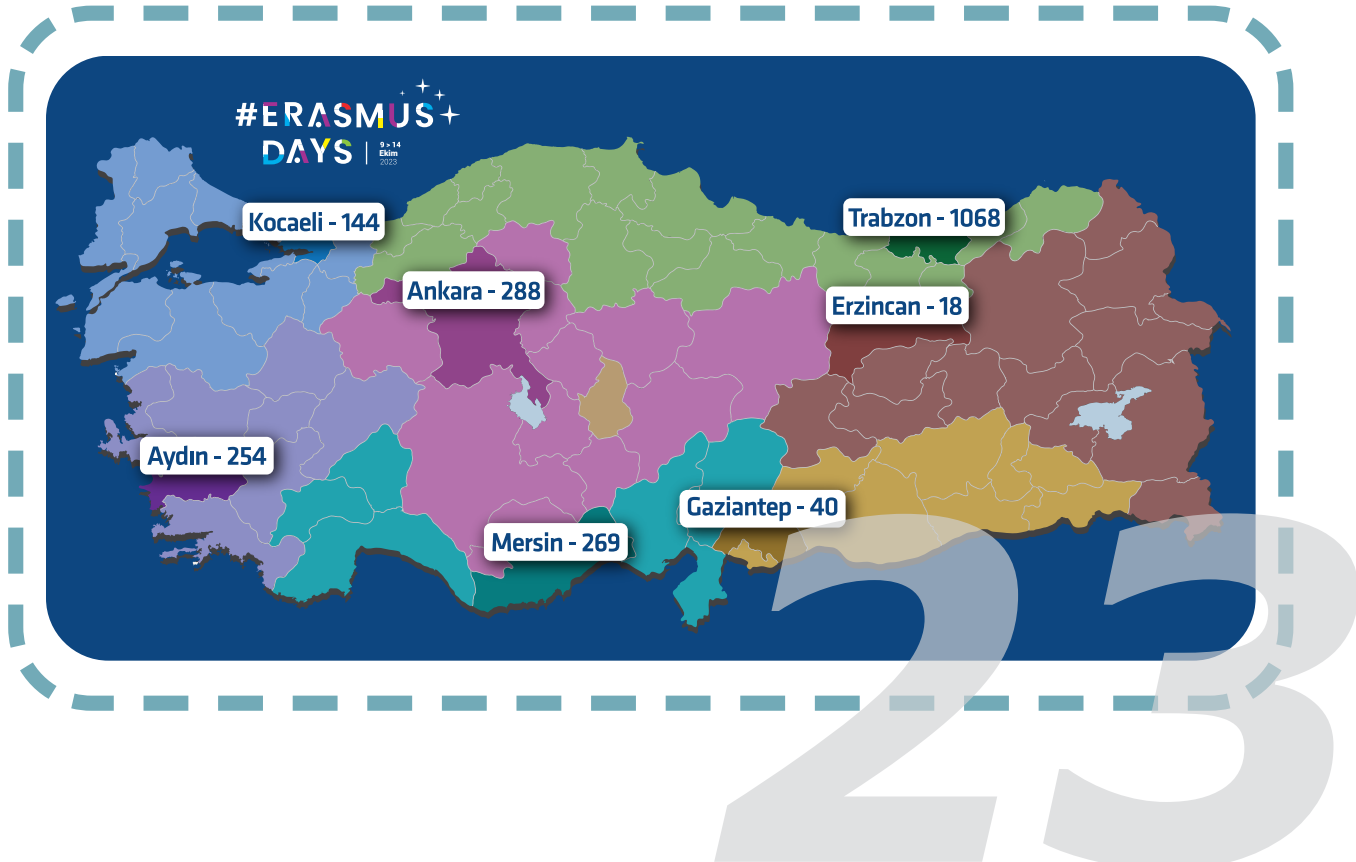 #ERASMUS
DAYS
9 > 14
Ekim
2023
Kocaeli - 144
Trabzon - 1068
Ankara - 288
Erzincan - 18
Aydın - 254
Gaziantep - 40
Mersin - 269
23